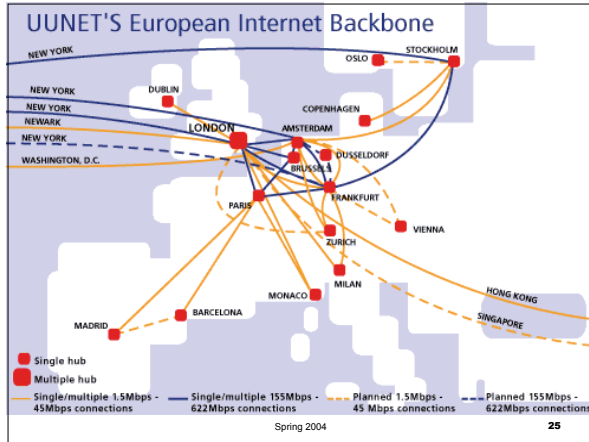 UUNET'S European Internet Backbone
STOCKHOLM
OSLO
NEW YORK
DUBLIN
NEW YORK
COPENHAGEN
NEW YORK
LONDON
NEWARK
AMSTERDAM
NEW YORK
DUSSELDORF
WASHINGTON, D.C.
BRUSSELS
FRANKFURT
PARIS
VIENNA
ZURICH
MILAN
HONG KONG
MONACO
SINGAPORE
BARCELONA
MADRID
Single hub
Multiple hub
Single/multiple 1.5Mbps -
45Mbps connections
Single/multiple 155Mbps -
622Mbps connections
Planned 1.5Mbps -
45 Mbps connections
Planned 155Mbps -
622Mbps connections
Spring 2004
25